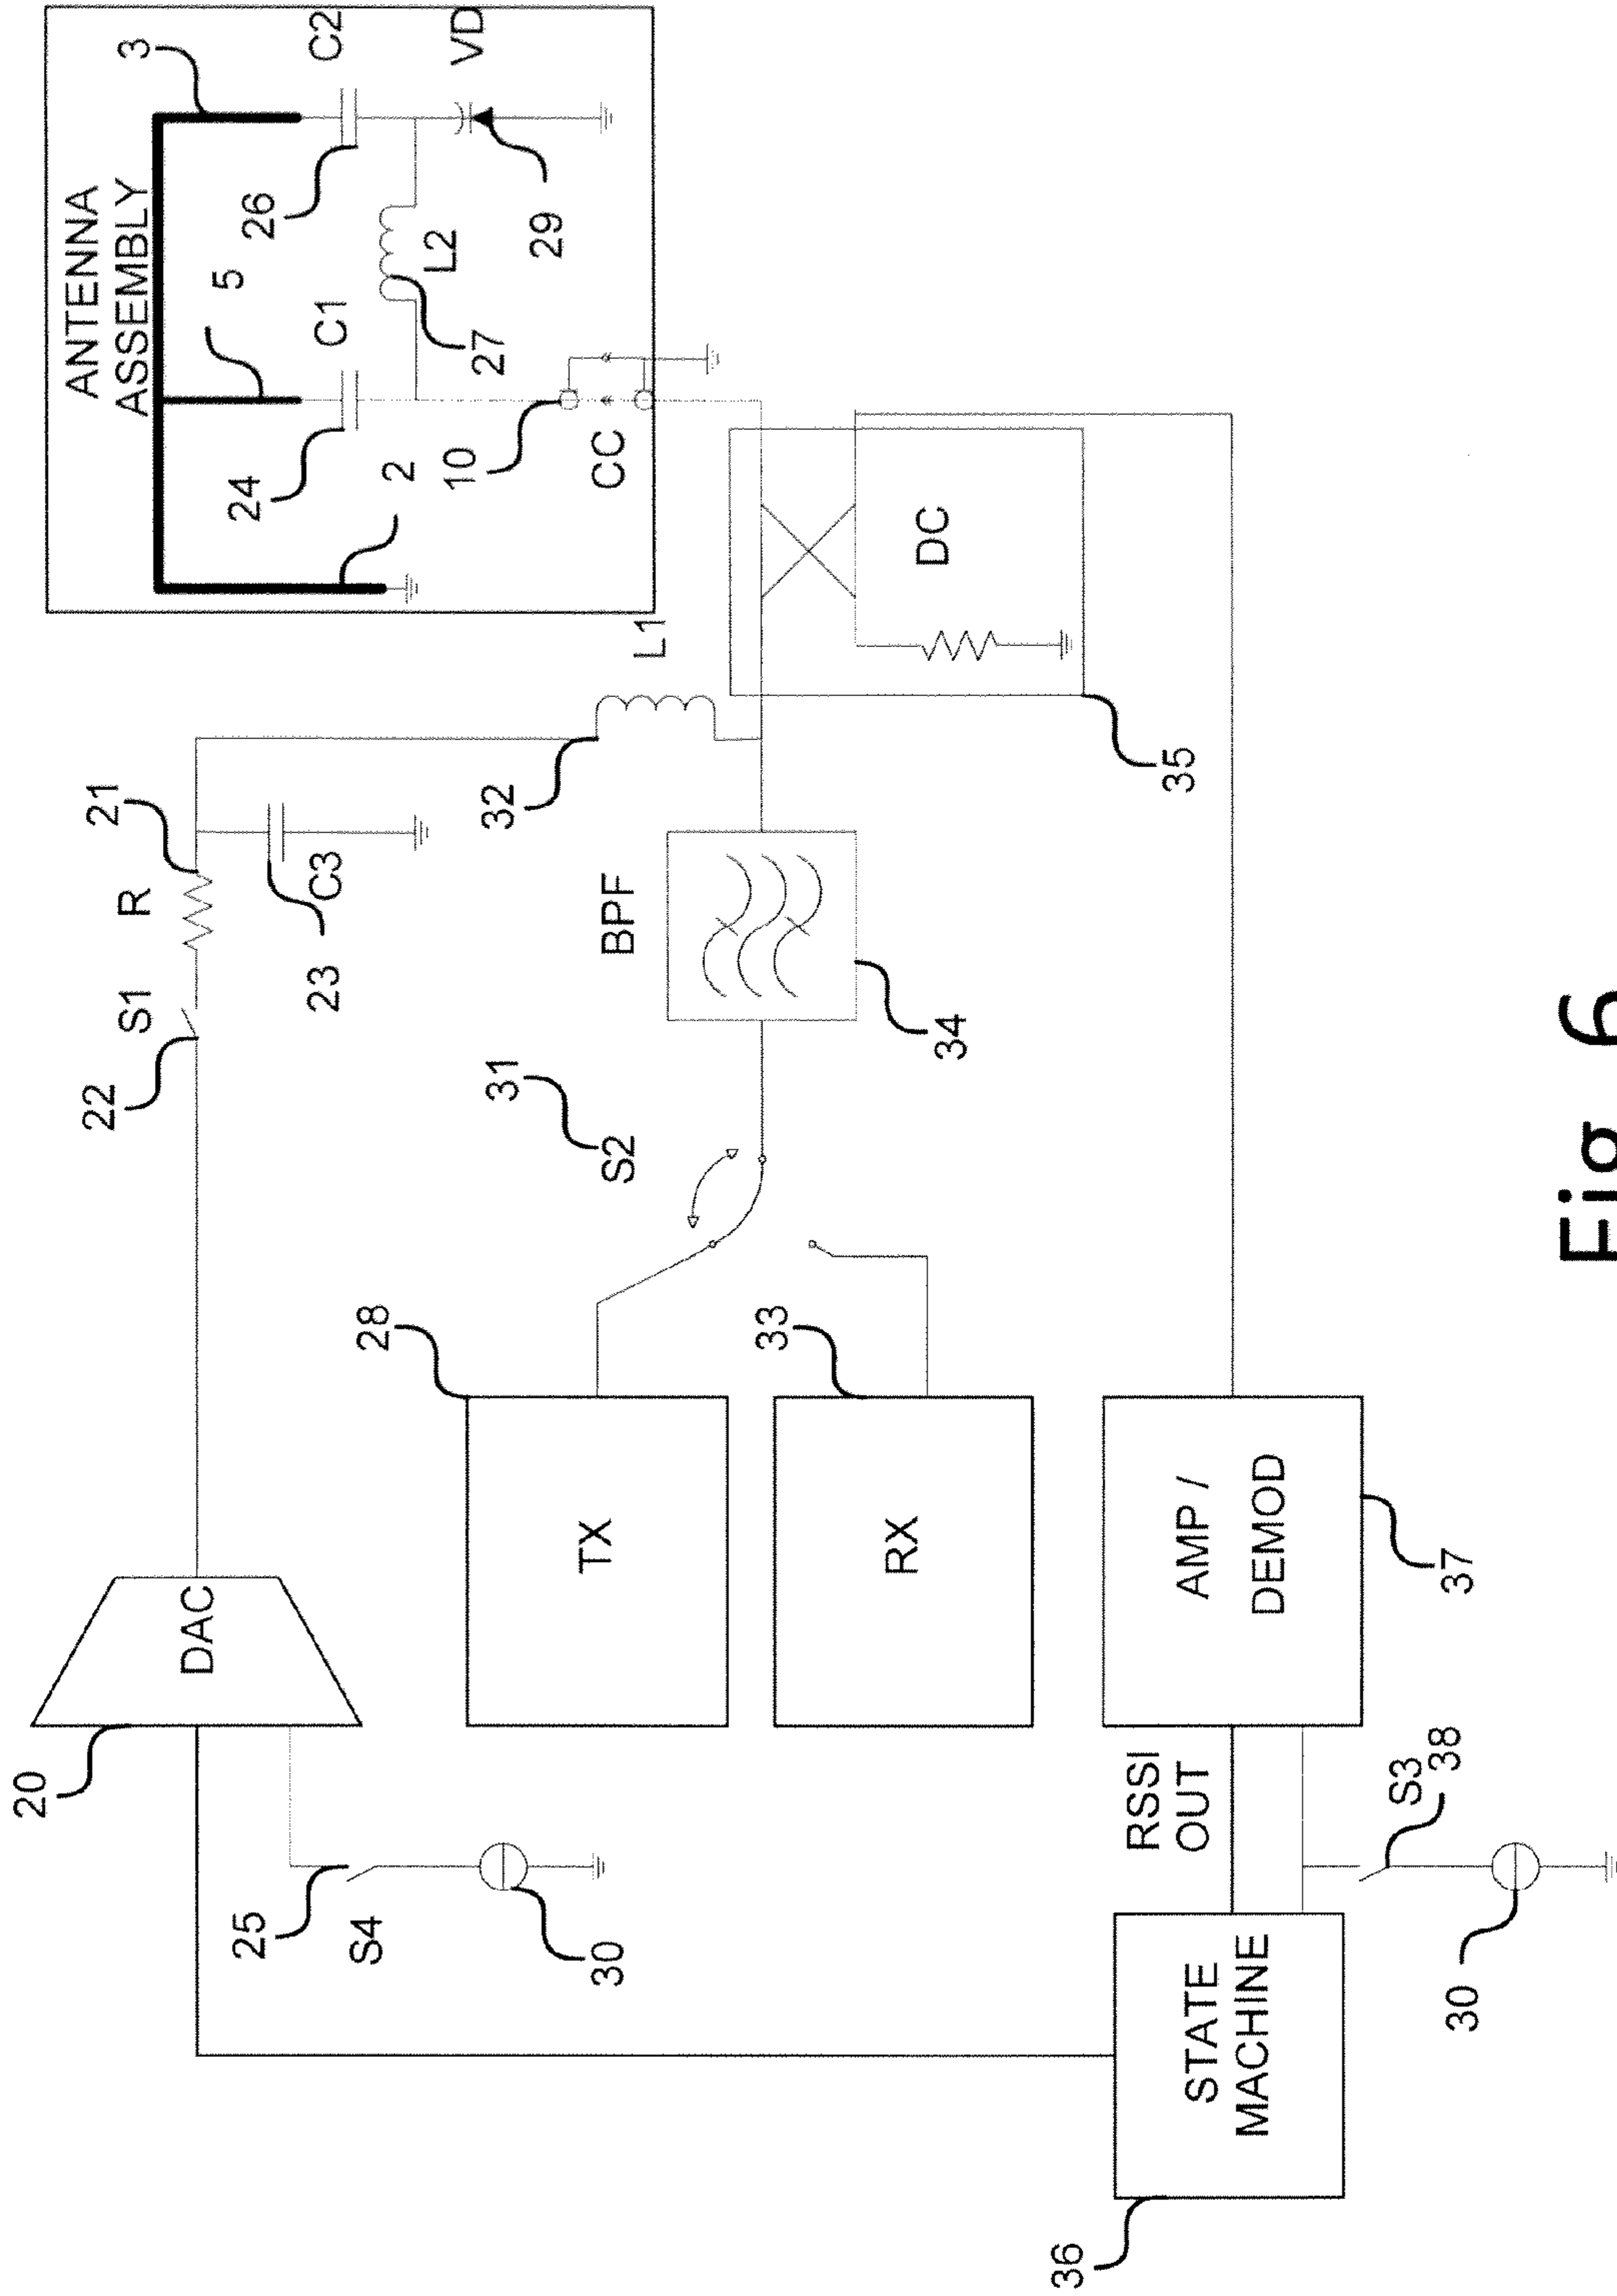 ANTENNA
ASSEMBLY
3
C2
VD
26
29
5
C1
L2
27
24
2
10
CC
L1
DC
35
32
21
R
C3
23
S1
22
BPF
34
31
S2
28
TX
33
RX
AMP /
DEMOD
37
DAC
20
25
S4
30
RSSI
OUT
S3
38
30
STATE
MACHINE
36
Fig. 6